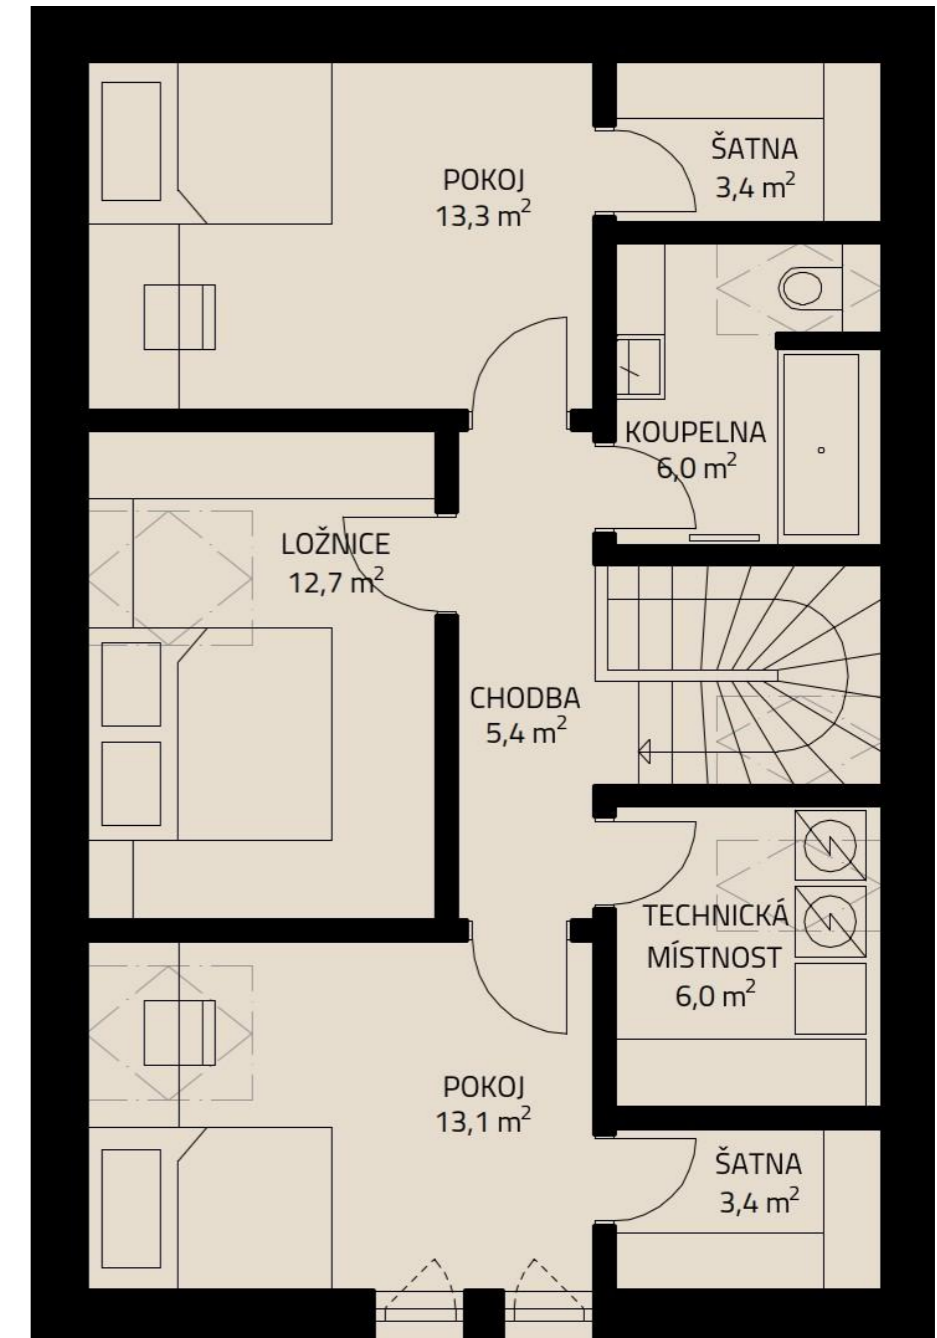 POKOJ
13,3 m²
ŠATNA
3,4 m²
KOUPELNA
6,0 m²
LOŽNICE
12,7 m²
CHODBA
5,4 m²
TECHNICKÁ
MÍSTNOST
6,0 m²
POKOJ
13,1 m²
ŠATNA
3,4 m²